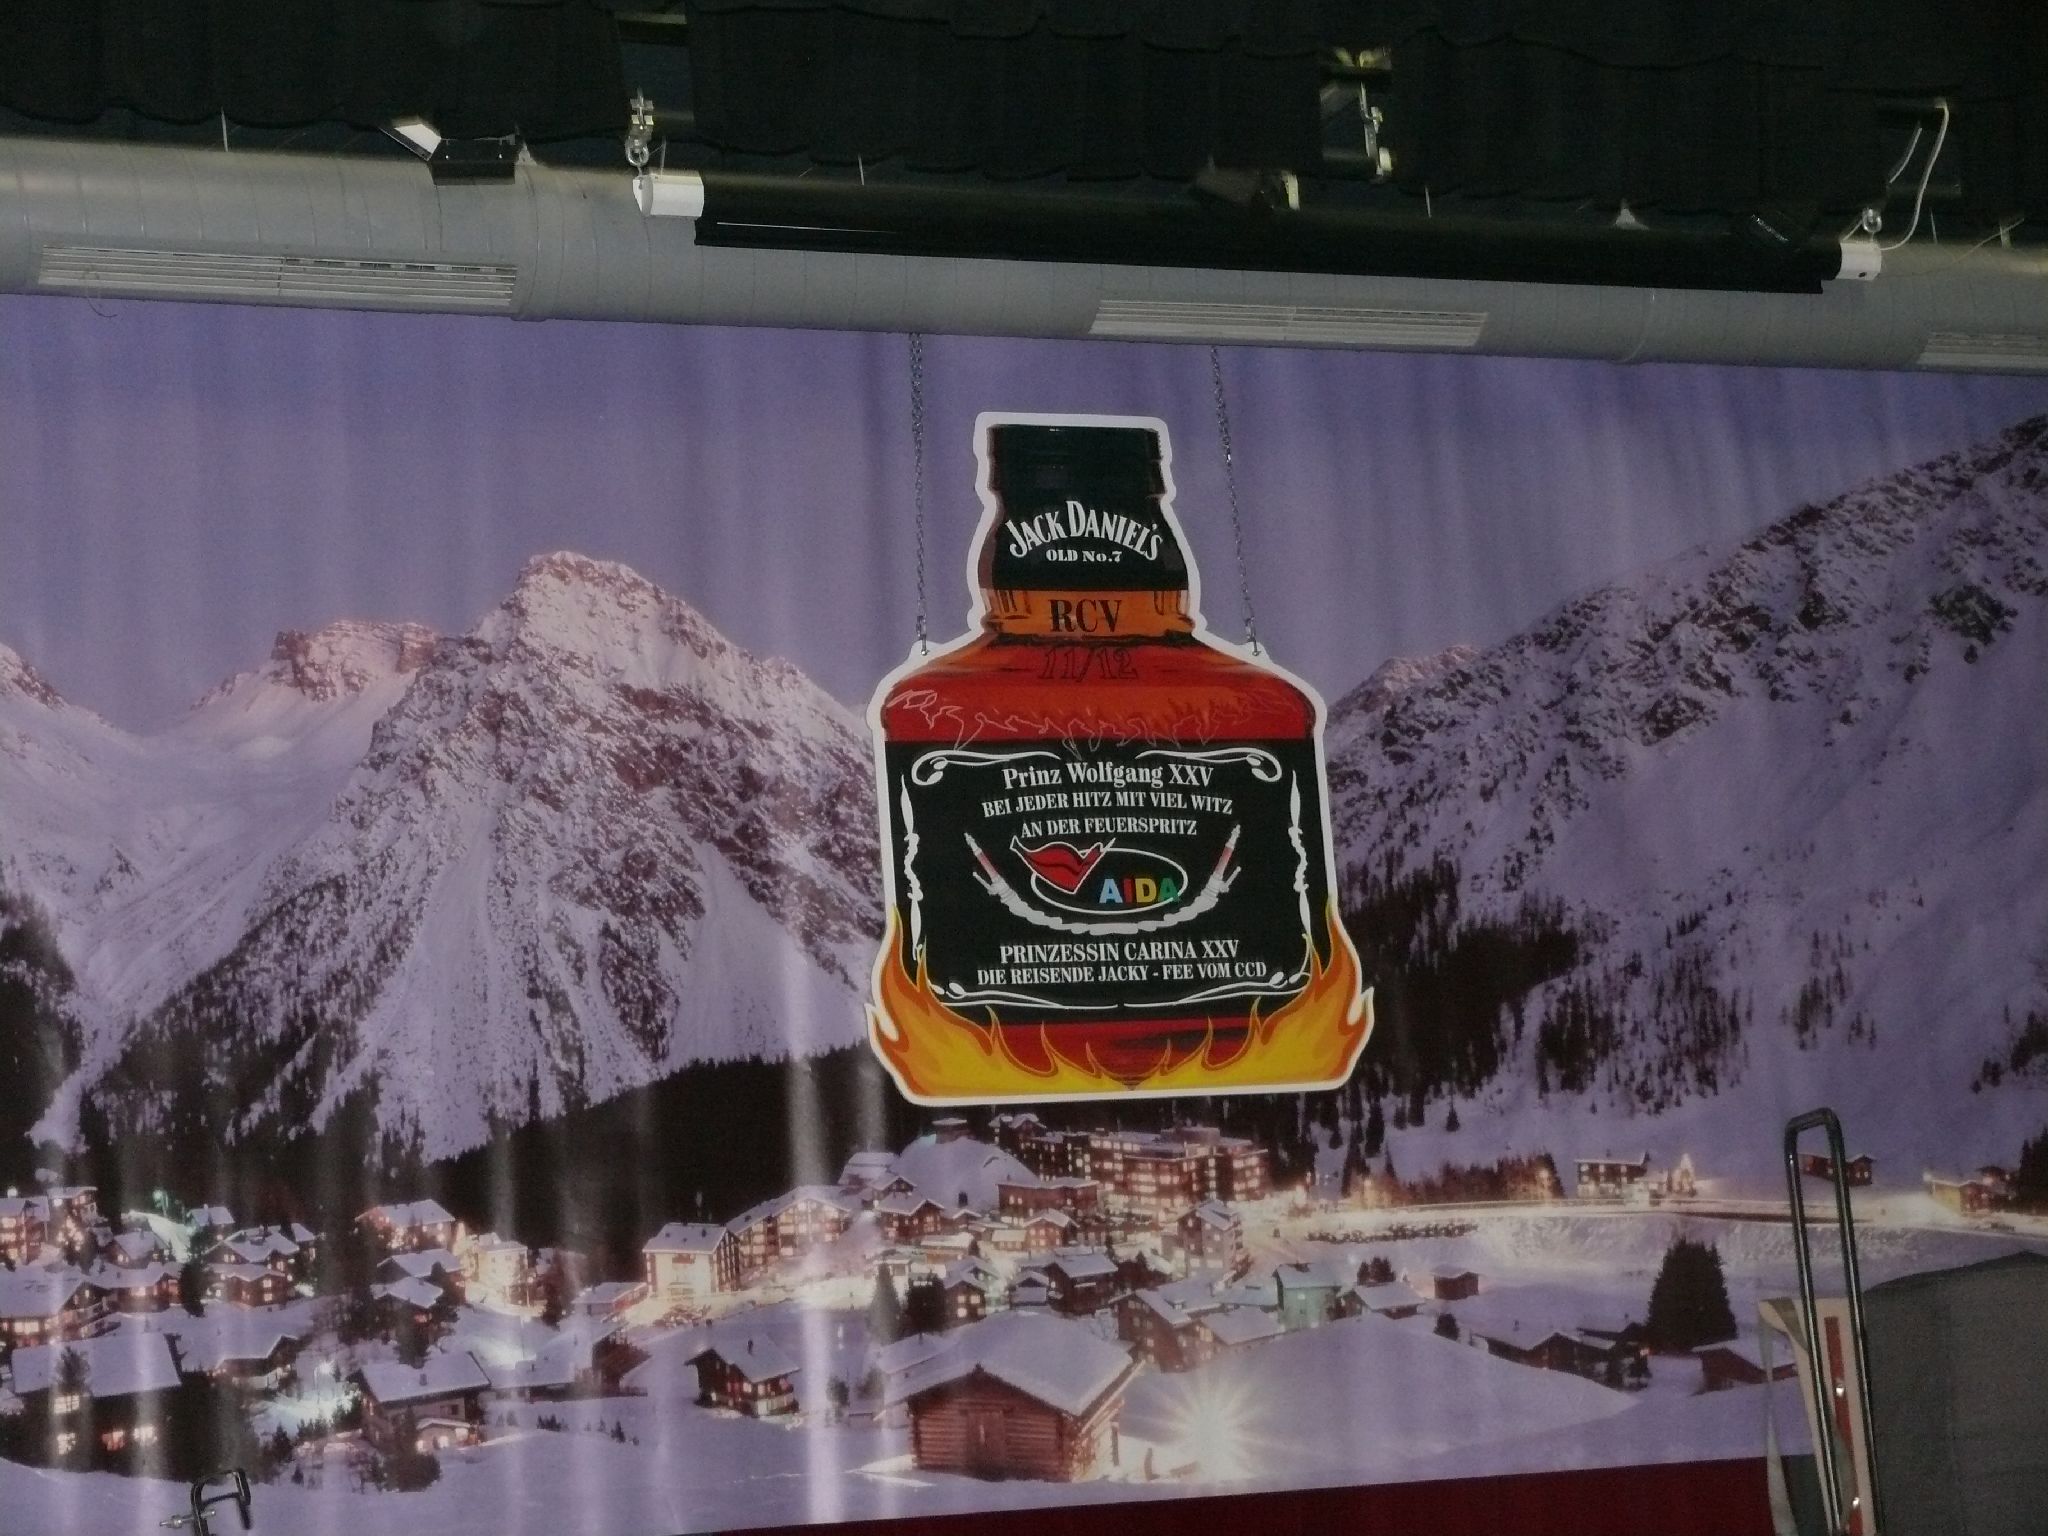 JACK DANIEL'S
OLD No.7
RCV
11/12
Prinz Wolfgang XXV
BEI JEDER HITZ MIT VIEL WITZ
AN DER FEUERSPRITZ
AIDA
PRINZESSIN CARINA XXV
DIE REISENDE JACKY - FEE VOM CCD